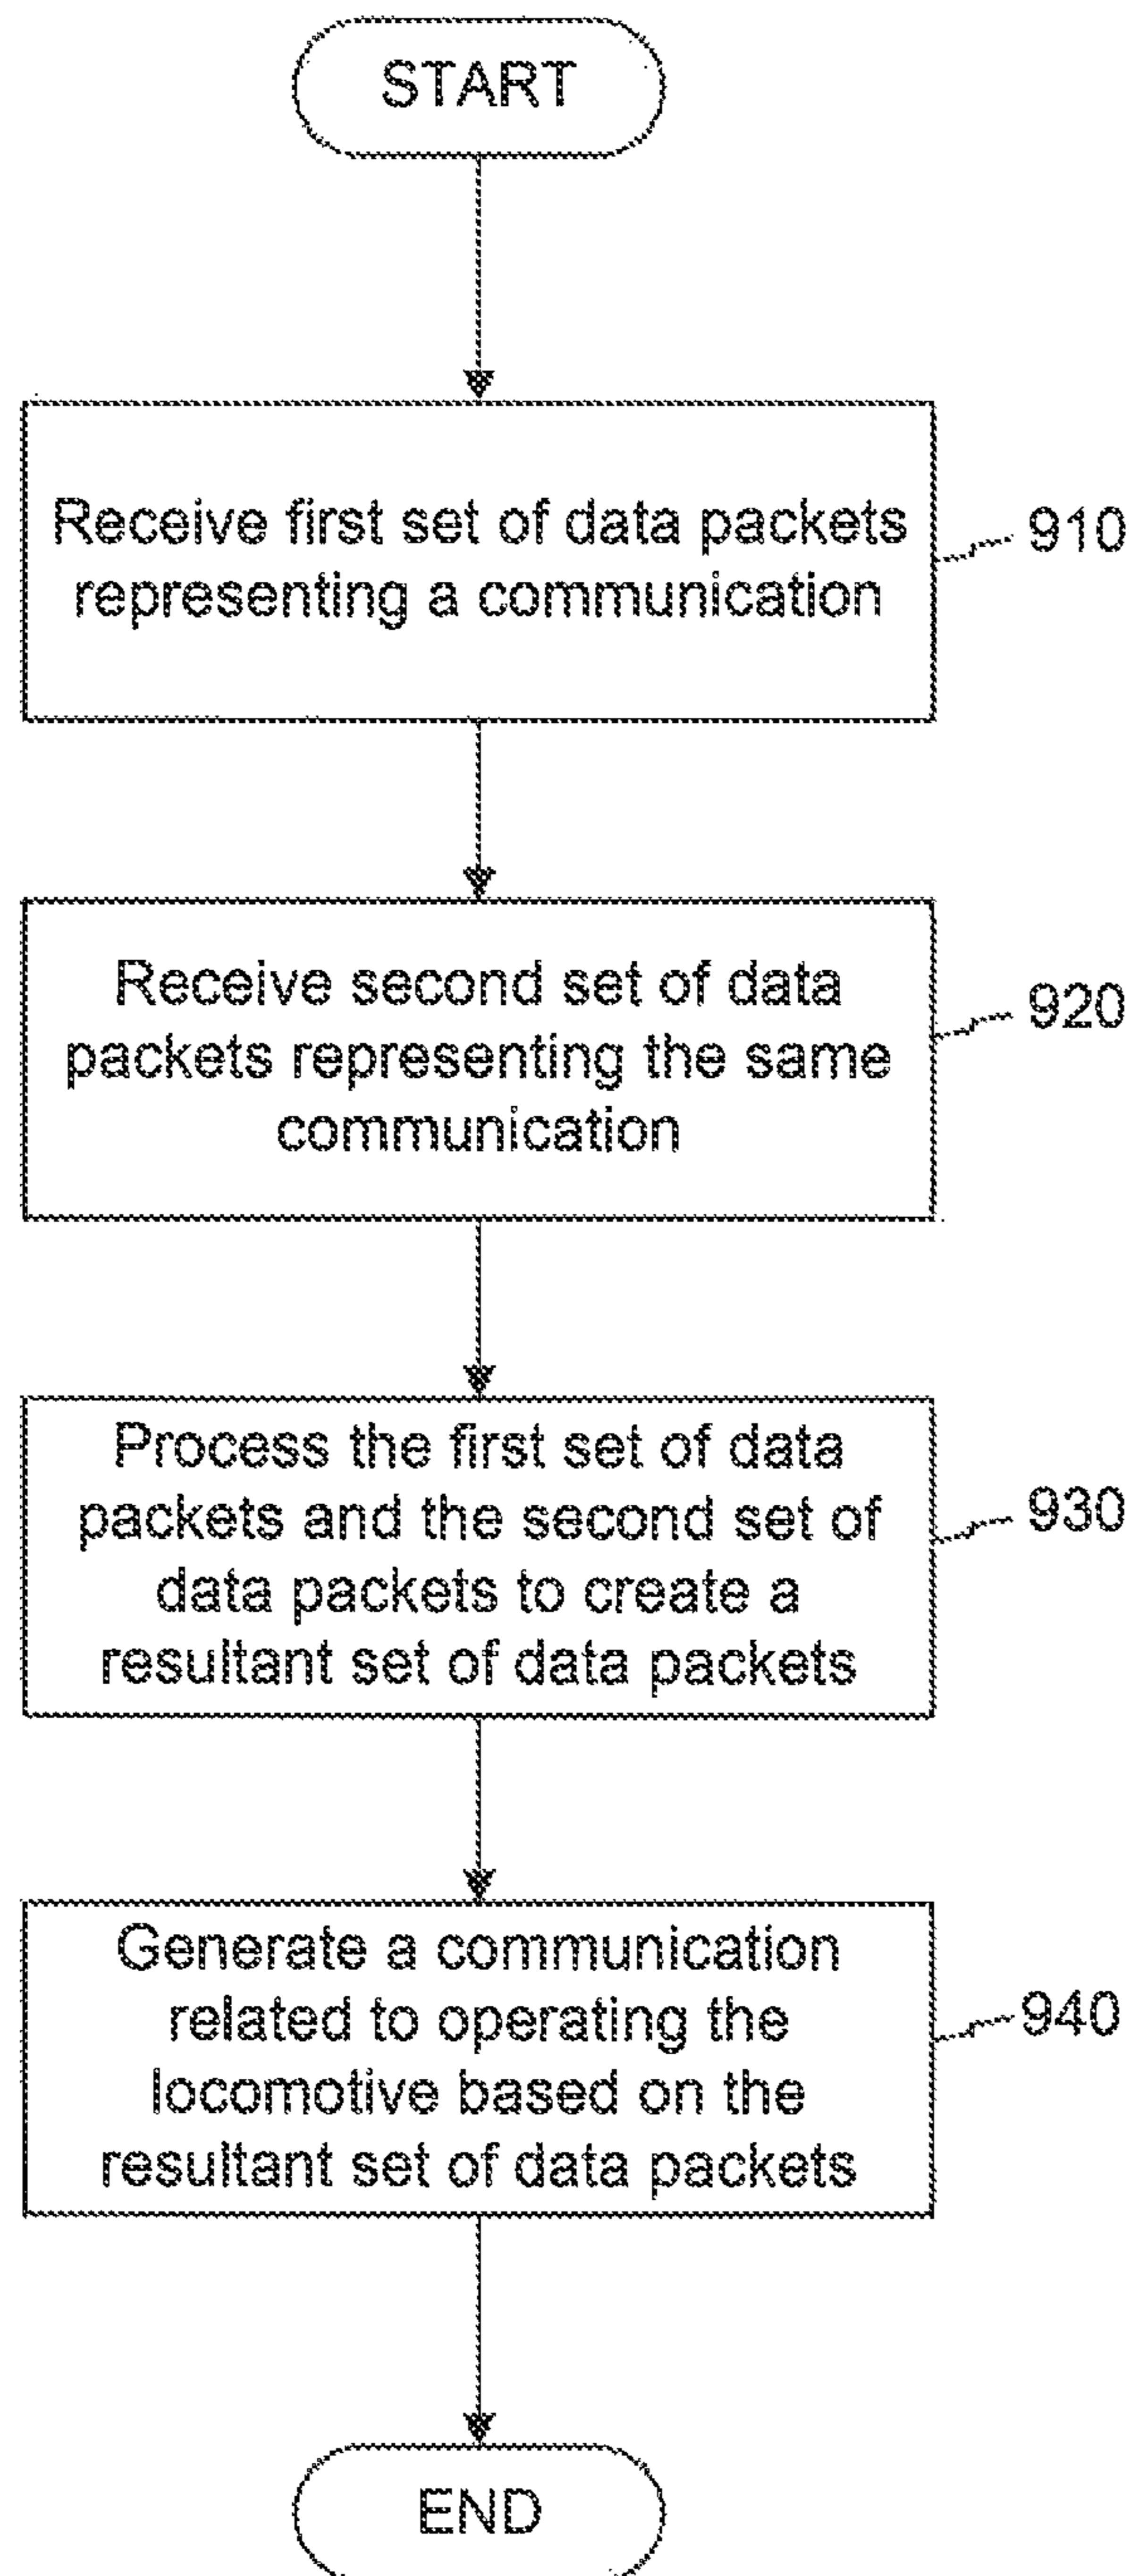 START
Receive first set of data packets
representing a communication
910
Receive second set of data
packets representing the same
communication
920
Process the first set of data
packets and the second set of
data packets to create a
resultant set of data packets
930
Generate a communication
related to operating the
locomotive based on the
resultant set of data packets
940
END